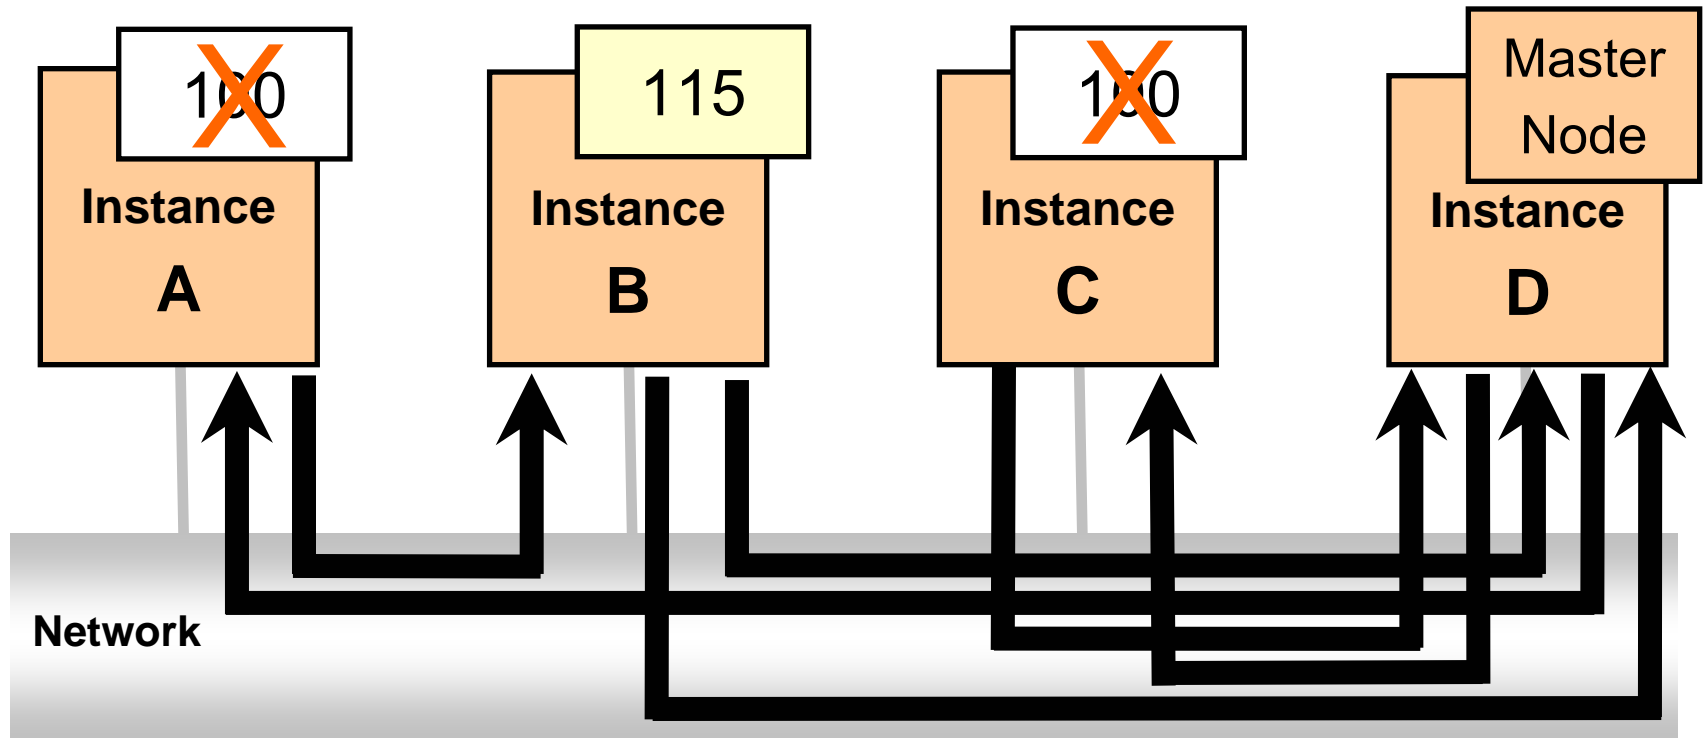 100
X
Instance
A
115
Instance
B
100
X
Instance
C
Master
Node
Instance
D
Network